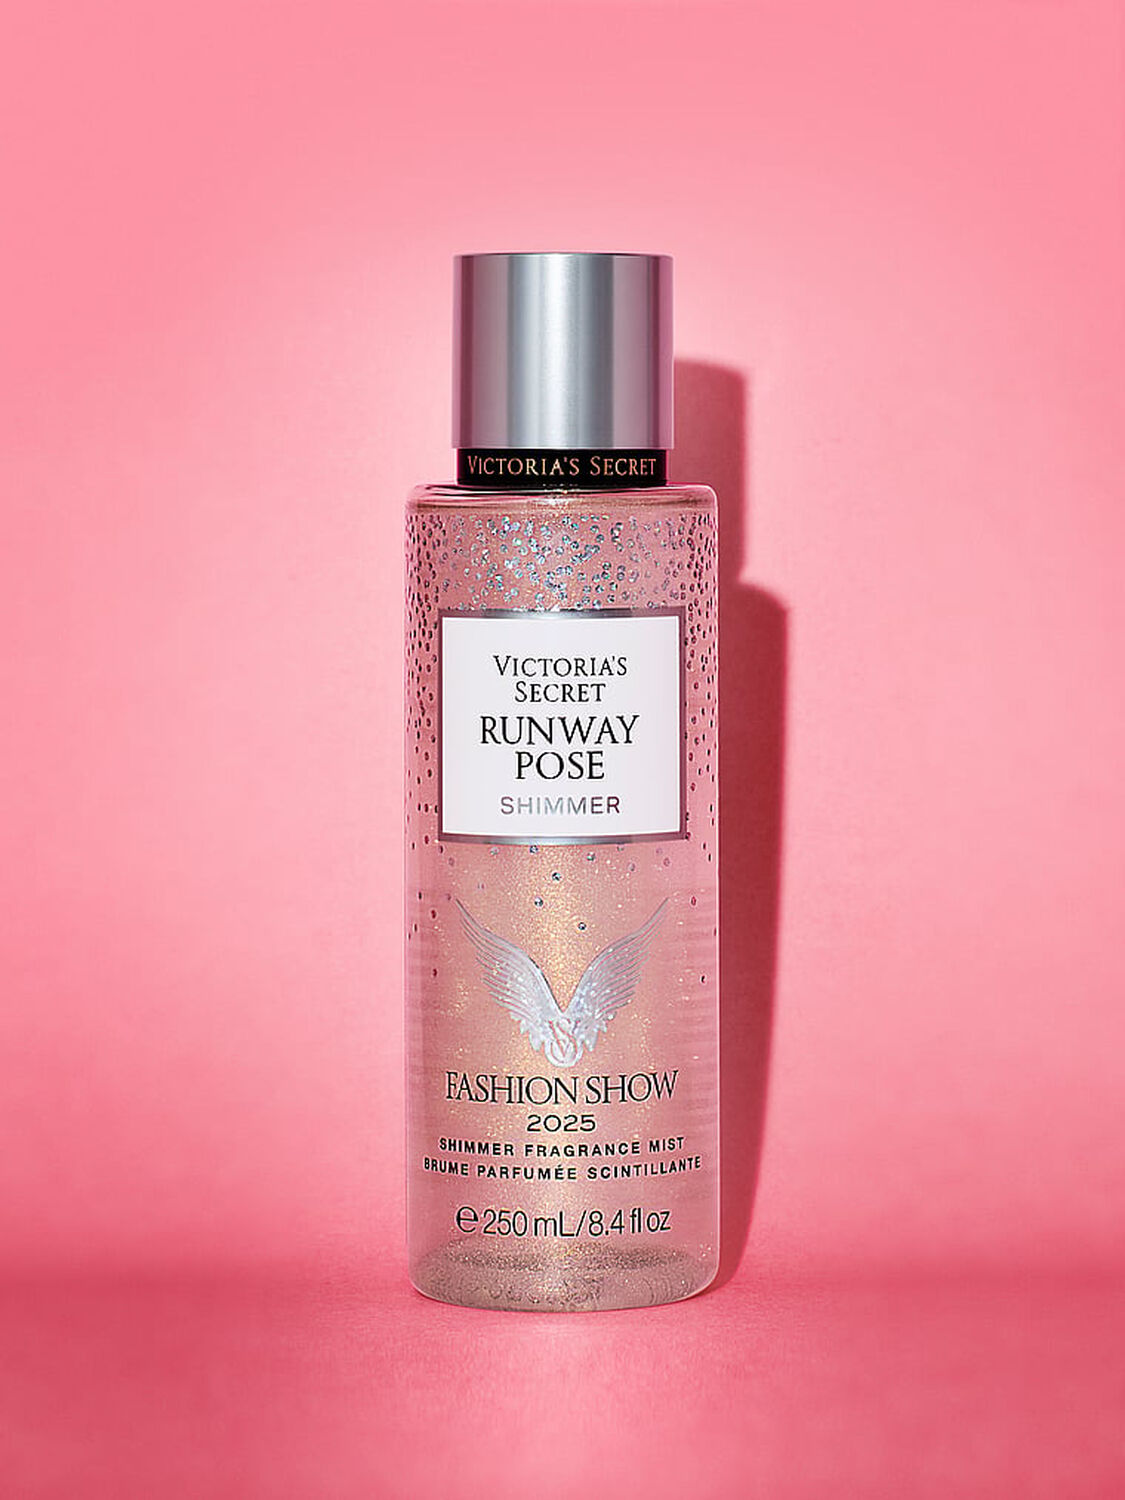 VICTORIA'S SECRET
VICTORIA'S
SECRET
RUNWAY
POSE
SHIMMER
VS
FASHION SHOW
2025
SHIMMER FRAGRANCE MIST
BRUME PARFUMÉE SCINTILLANTE
℮ 250 mL/8.4 fl oz